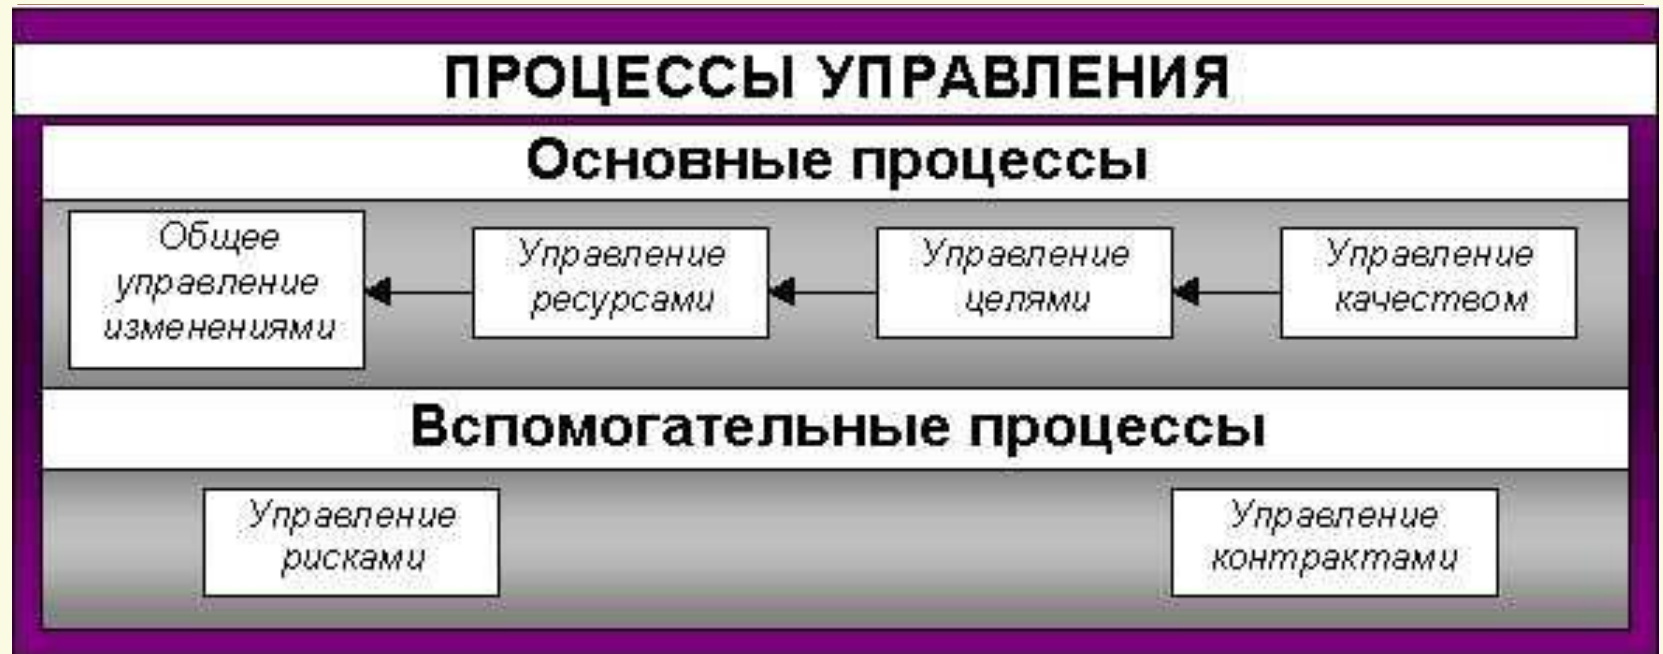 ПРОЦЕССЫ УПРАВЛЕНИЯ
Основные процессы
Общее
управление
изменениями
Управление
ресурсами
Управление
целями
Управление
качеством
Вспомогательные процессы
Управление
рисками
Управление
контрактами